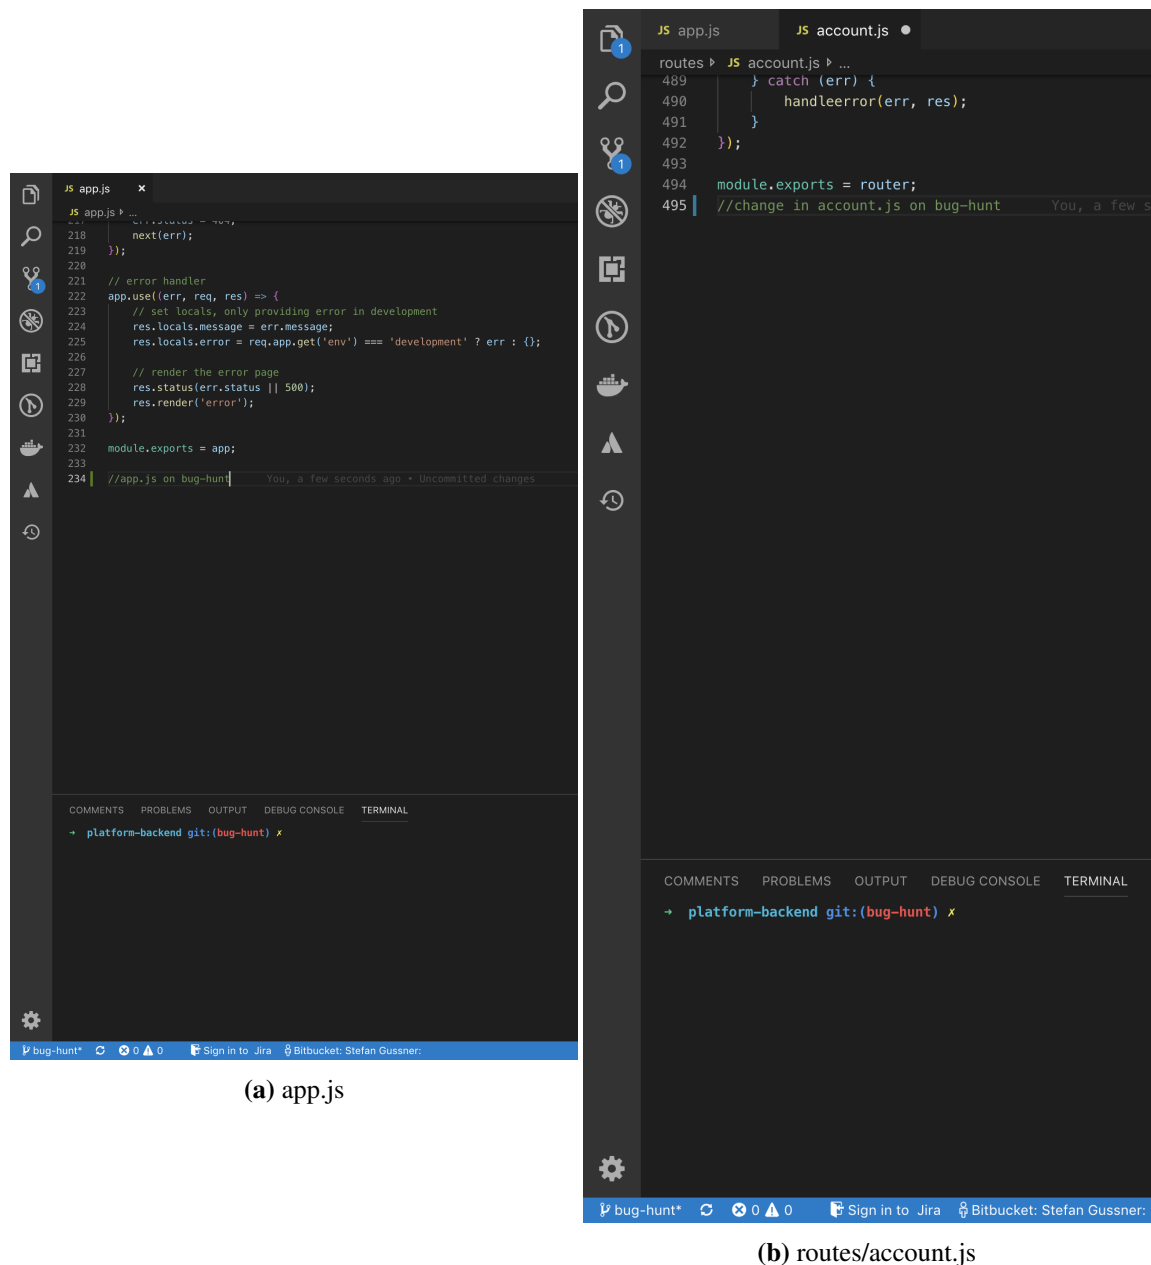 JS app.js ×
JS app.js ▸ ...
217 err.status = 404;
218 next(err);
219 });
220
221 // error handler
222 app.use((err, req, res) => {
223 // set locals, only providing error in development
224 res.locals.message = err.message;
225 res.locals.error = req.app.get('env') === 'development' ? err : {};
226
227 // render the error page
228 res.status(err.status || 500);
229 res.render('error');
230 });
231
232 module.exports = app;
233
234 //app.js on bug-hunt You, a few seconds ago • Uncommitted changes
1
COMMENTS PROBLEMS OUTPUT DEBUG CONSOLE TERMINAL
→ platform-backend git:(bug-hunt) ✗
bug-hunt* 0 0 Sign in to Jira Bitbucket: Stefan Gussner:
(a) app.js
JS app.js JS account.js ●
routes ▸ JS account.js ▸ ...
489 } catch (err) {
490 handleerror(err, res);
491 }
492 });
493
494 module.exports = router;
495 //change in account.js on bug-hunt You, a few s
1
1
COMMENTS PROBLEMS OUTPUT DEBUG CONSOLE TERMINAL
→ platform-backend git:(bug-hunt) ✗
bug-hunt* 0 0 Sign in to Jira Bitbucket: Stefan Gussner:
(b) routes/account.js